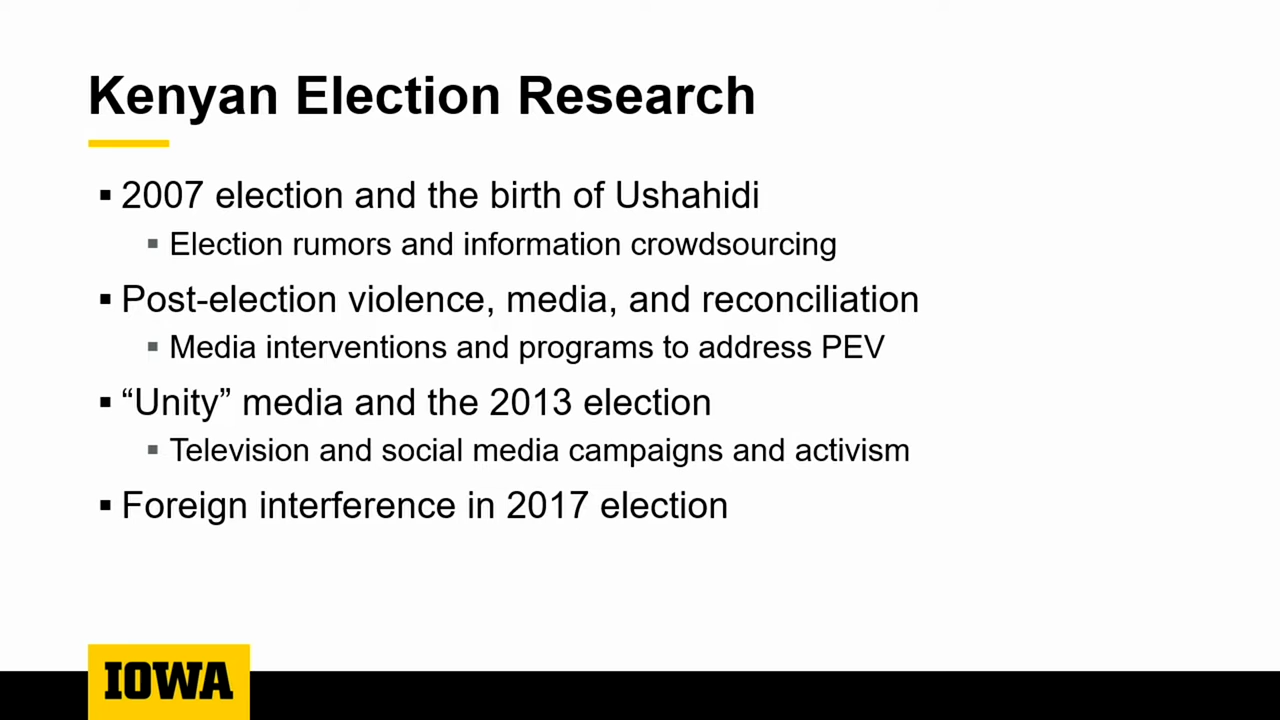 Kenyan Election Research
▪ 2007 election and the birth of Ushahidi
▪ Election rumors and information crowdsourcing
▪ Post-election violence, media, and reconciliation
▪ Media interventions and programs to address PEV
▪ “Unity” media and the 2013 election
▪ Television and social media campaigns and activism
▪ Foreign interference in 2017 election
IOWA